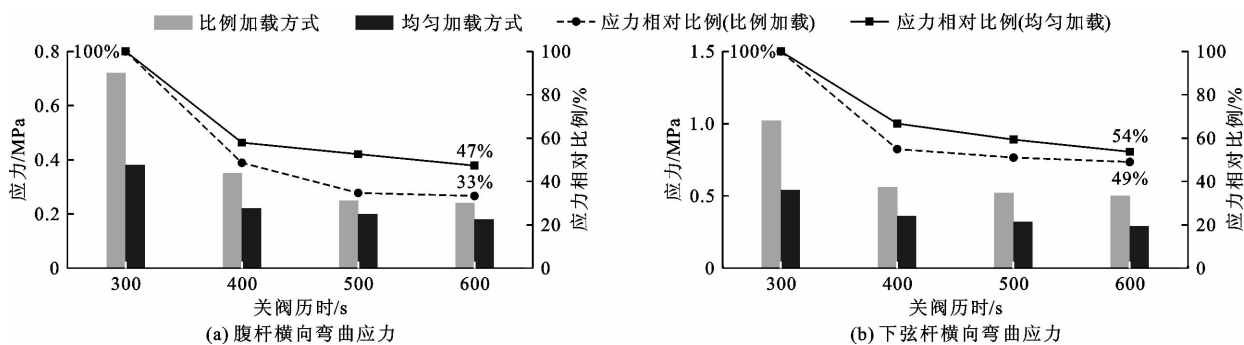 比例加载方式 均匀加载方式 应力相对比例(比例加载) 应力相对比例(均匀加载)
0.8 100% 100 1.5 100% 100
80 80
0.6
应力/MPa 60 应力相对比例/% 应力/MPa 1.0 60 应力相对比例/%
0.4 47% 54%
33% 40 49% 40
0.5
0.2 20 20
0 0 0 0
300 400 500 600 300 400 500 600
关阀历时/s 关阀历时/s
(a) 腹杆横向弯曲应力 (b) 下弦杆横向弯曲应力